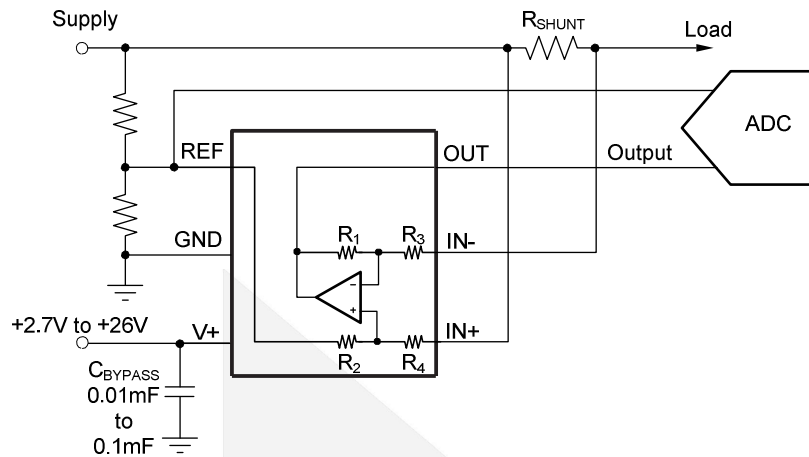 Supply
R_SHUNT
Load
ADC
REF
OUT
Output
GND
R₁
R₃
IN-
-
+
+2.7V to +26V
V+
R₂
R₄
IN+
C_BYPASS
0.01mF
to
0.1mF